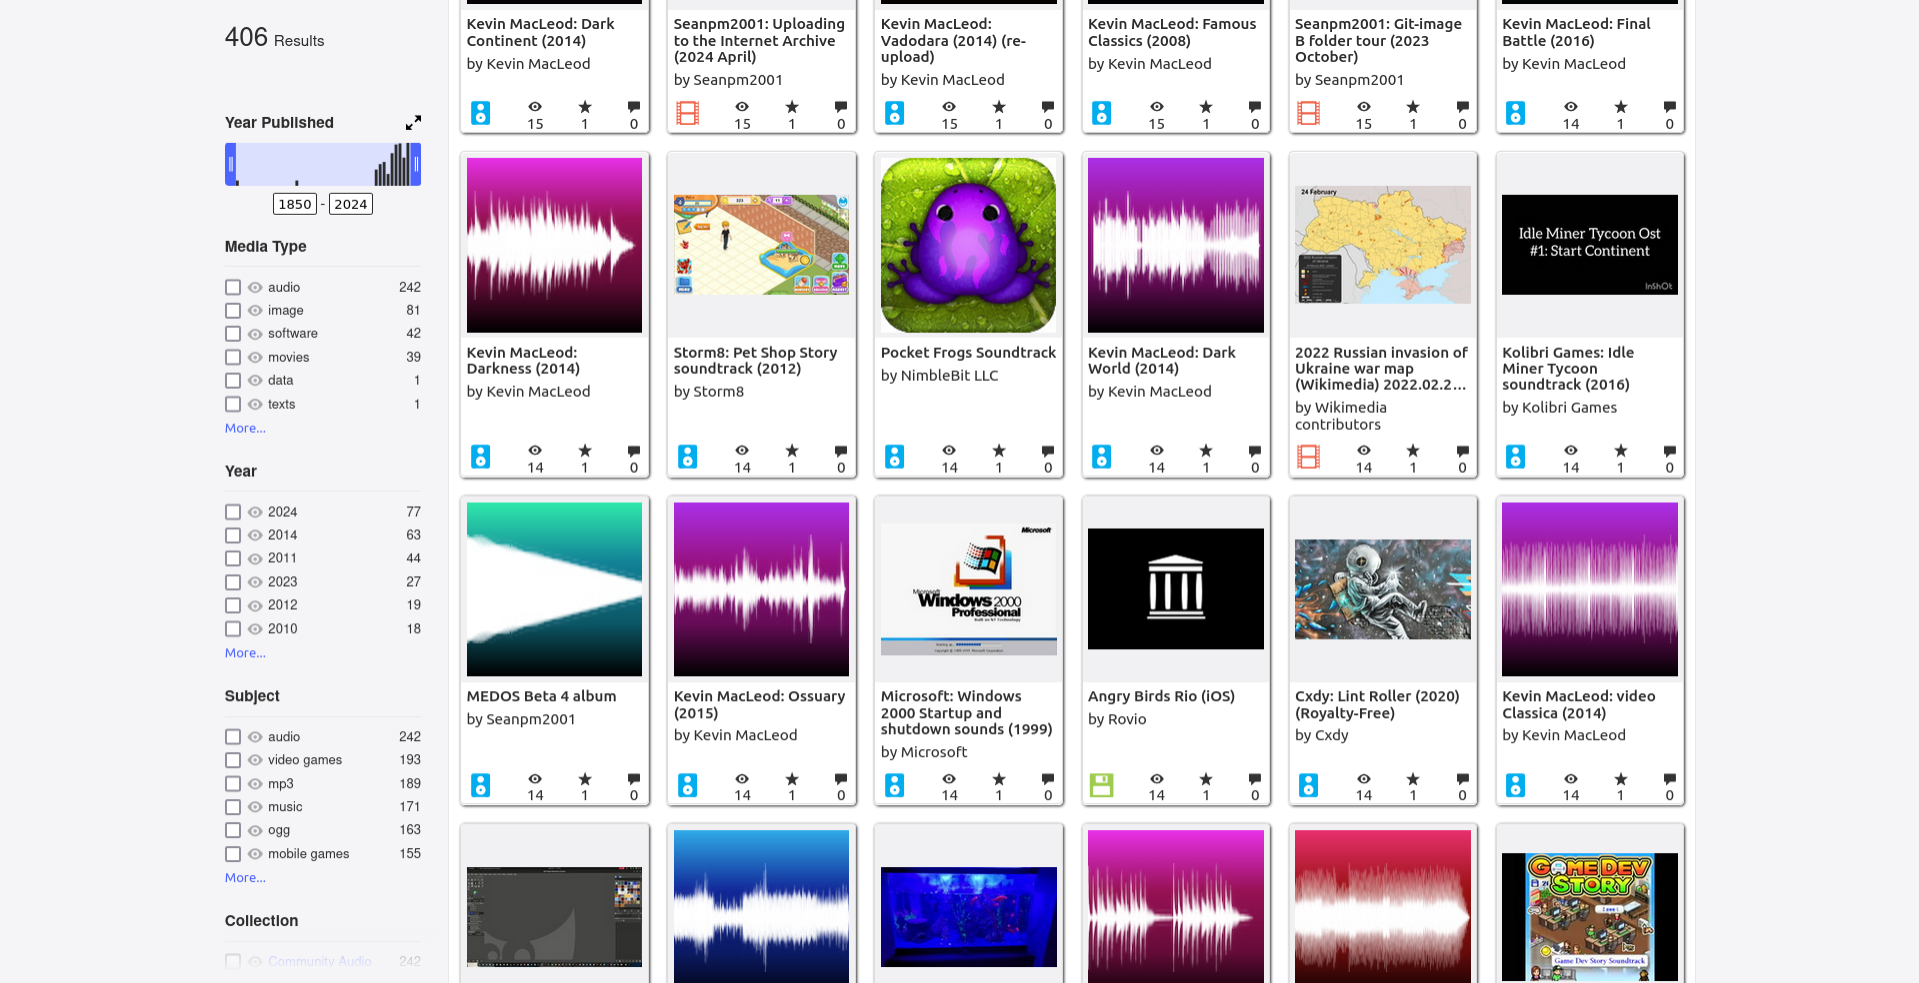 406 Results
Year Published
1850 - 2024
Media Type
audio 242
image 81
software 42
movies 39
data 1
texts 1
More...
Year
2024 77
2014 63
2011 44
2023 27
2012 19
2010 18
More...
Subject
audio 242
video games 193
mp3 189
music 171
ogg 163
mobile games 155
More...
Collection
Community Audio 242
Kevin MacLeod: Dark
Continent (2014)
by Kevin MacLeod
15 1 0
Seanpm2001: Uploading
to the Internet Archive
(2024 April)
by Seanpm2001
15 1 0
Kevin MacLeod:
Vadodara (2014) (re-
upload)
by Kevin MacLeod
15 1 0
Kevin MacLeod: Famous
Classics (2008)
by Kevin MacLeod
15 1 0
Seanpm2001: Git-image
B folder tour (2023
October)
by Seanpm2001
15 1 0
Kevin MacLeod: Final
Battle (2016)
by Kevin MacLeod
14 1 0
Kevin MacLeod:
Darkness (2014)
by Kevin MacLeod
14 1 0
Storm8: Pet Shop Story
soundtrack (2012)
by Storm8
14 1 0
Pocket Frogs Soundtrack
by NimbleBit LLC
14 1 0
Kevin MacLeod: Dark
World (2014)
by Kevin MacLeod
14 1 0
24 February
2022 Russian invasion of
Ukraine war map
(Wikimedia) 2022.02.2...
by Wikimedia
contributors
14 1 0
Idle Miner Tycoon Ost
#1: Start Continent
InShOt
Kolibri Games: Idle
Miner Tycoon
soundtrack (2016)
by Kolibri Games
14 1 0
MEDOS Beta 4 album
by Seanpm2001
14 1 0
Kevin MacLeod: Ossuary
(2015)
by Kevin MacLeod
14 1 0
Microsoft
Microsoft
Windows 2000
Professional
Built on NT Technology
Microsoft: Windows
2000 Startup and
shutdown sounds (1999)
by Microsoft
14 1 0
Angry Birds Rio (iOS)
by Rovio
14 1 0
Cxdy: Lint Roller (2020)
(Royalty-Free)
by Cxdy
14 1 0
Kevin MacLeod: video
Classica (2014)
by Kevin MacLeod
14 1 0
GAME DEV
STORY
Game Dev Story Soundtrack